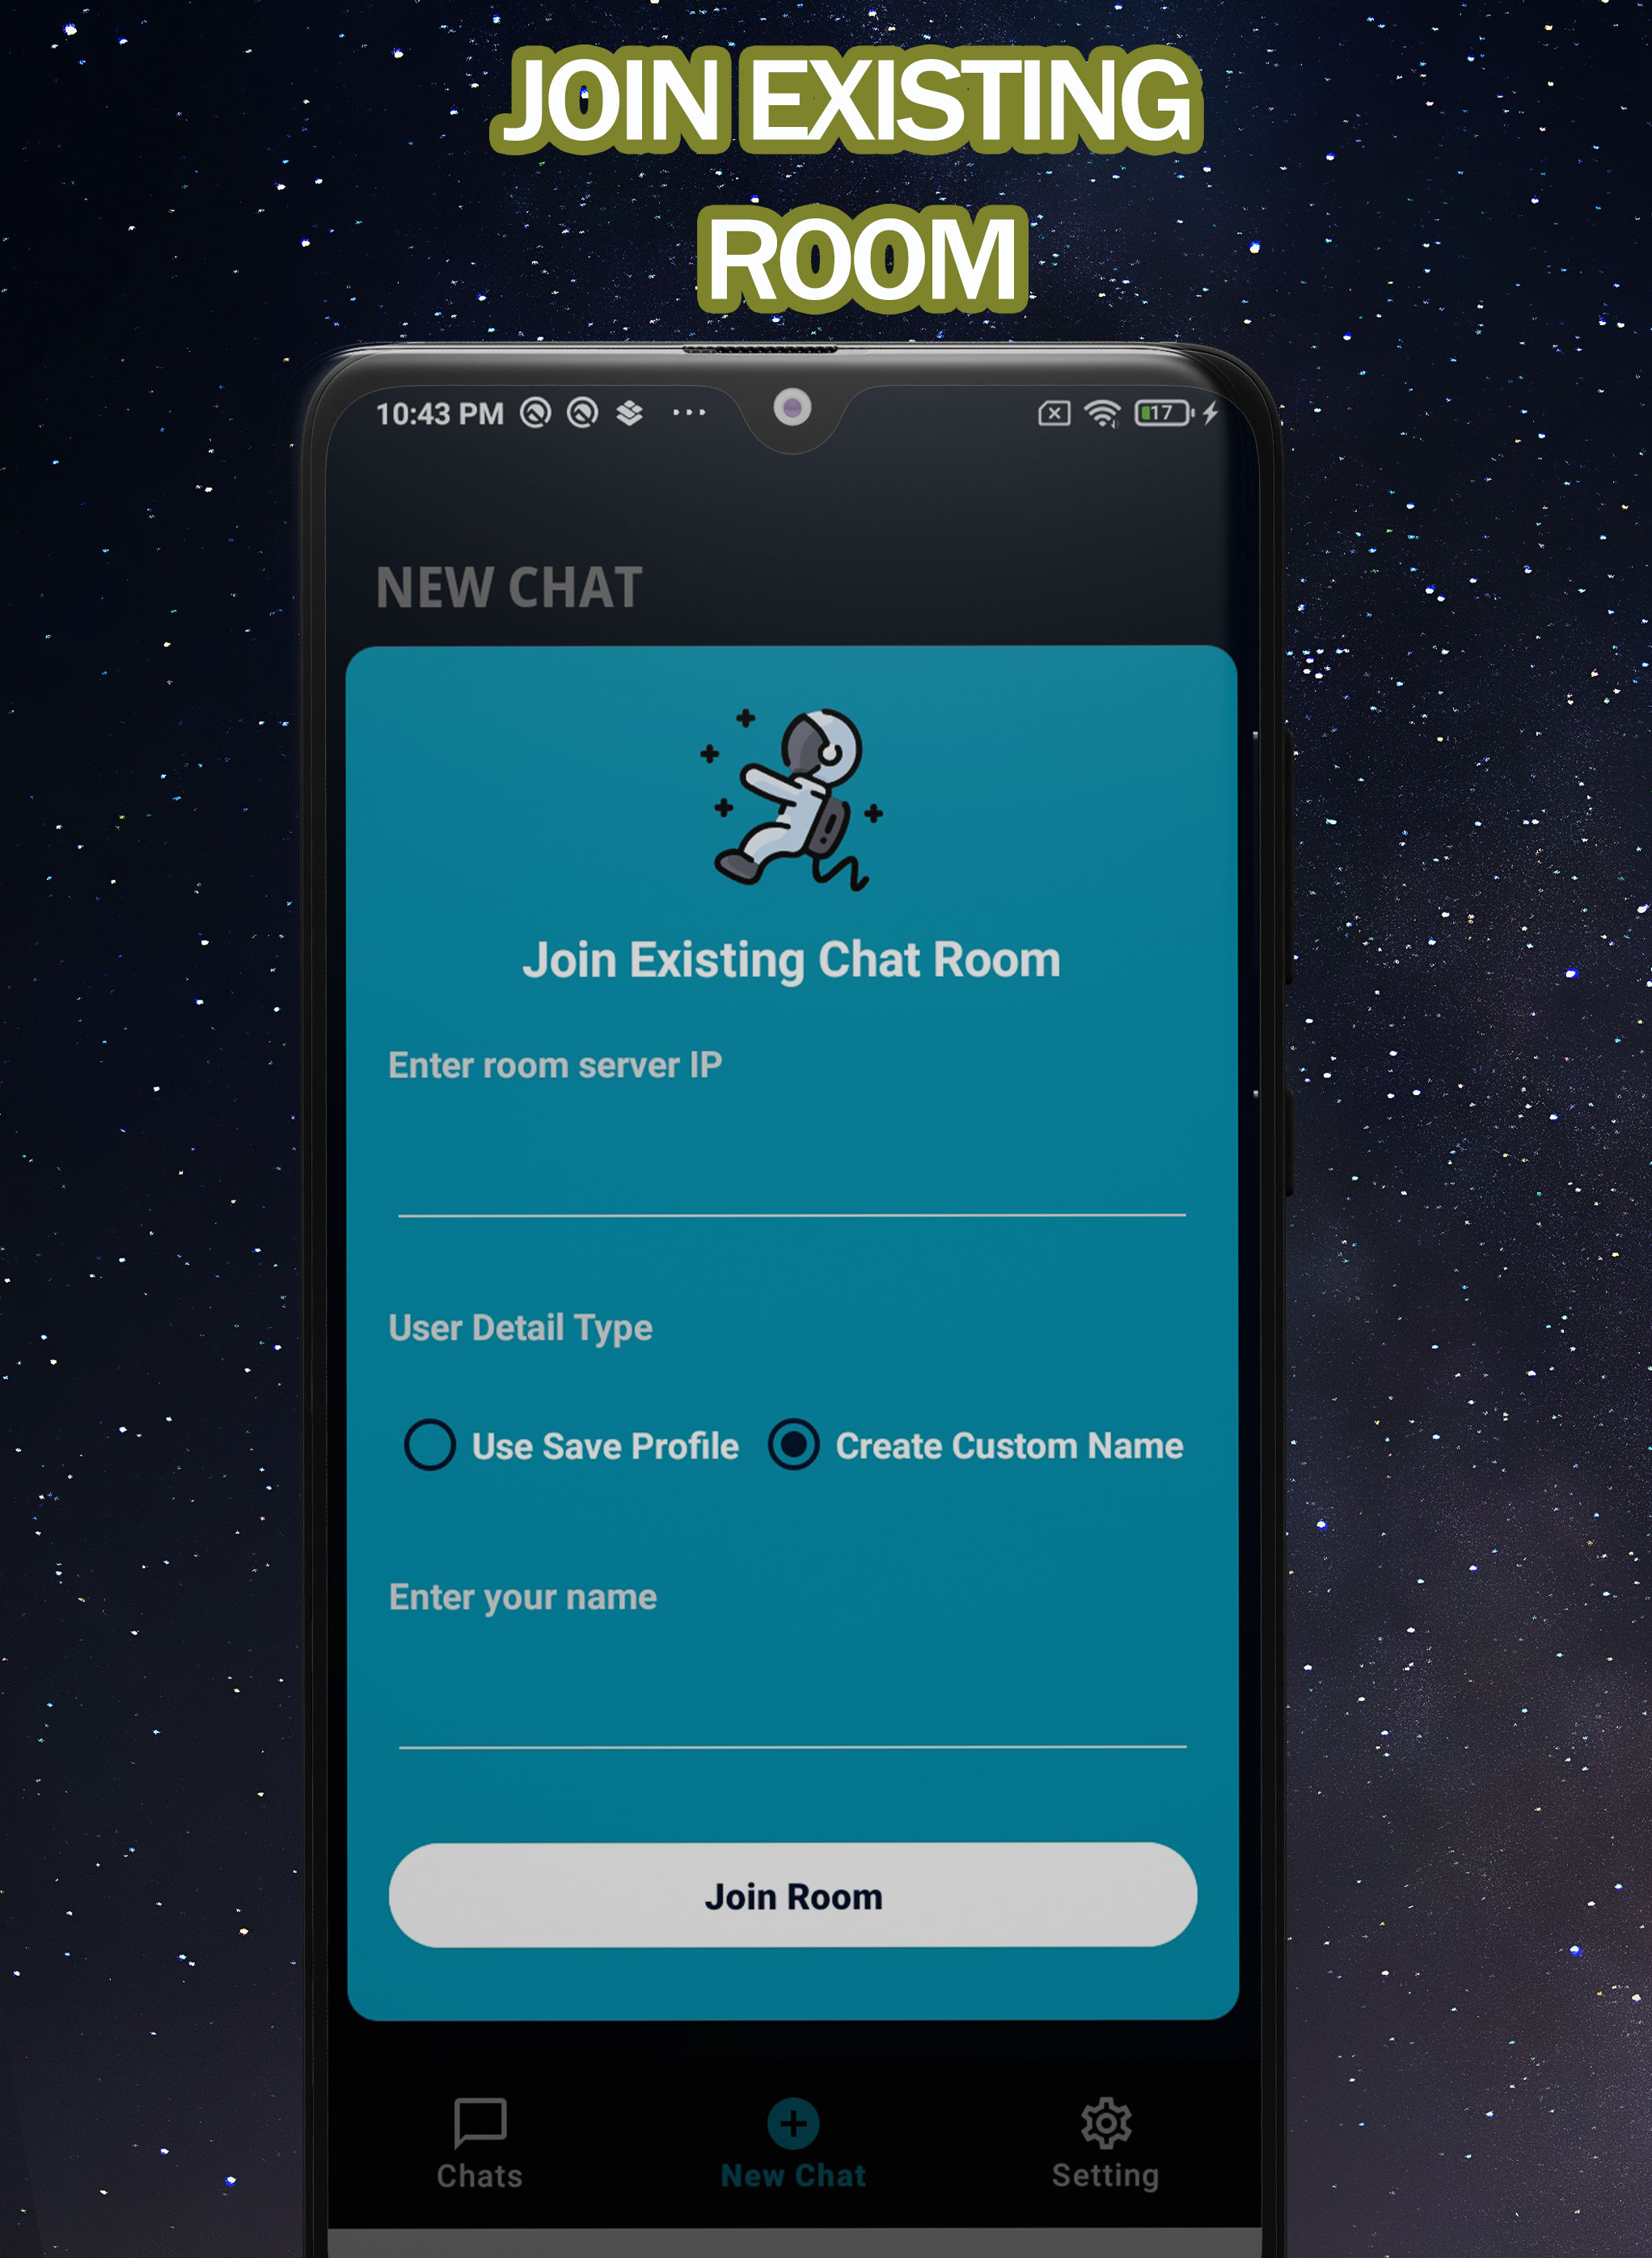 JOIN EXISTING
ROOM
10:43 PM
17
NEW CHAT
Join Existing Chat Room
Enter room server IP
User Detail Type
Use Save Profile
Create Custom Name
Enter your name
Join Room
Chats
New Chat
Setting